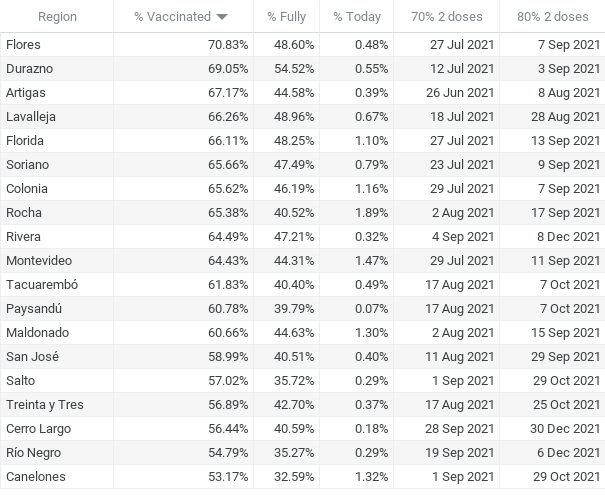 Region % Vaccinated % Fully % Today 70% 2 doses 80% 2 doses
Flores 70.83% 48.60% 0.48% 27 Jul 2021 7 Sep 2021
Durazno 69.05% 54.52% 0.55% 12 Jul 2021 3 Sep 2021
Artigas 67.17% 44.58% 0.39% 26 Jun 2021 8 Aug 2021
Lavalleja 66.26% 48.96% 0.67% 18 Jul 2021 28 Aug 2021
Florida 66.11% 48.25% 1.10% 27 Jul 2021 13 Sep 2021
Soriano 65.66% 47.49% 0.79% 23 Jul 2021 9 Sep 2021
Colonia 65.62% 46.19% 1.16% 29 Jul 2021 7 Sep 2021
Rocha 65.38% 40.52% 1.89% 2 Aug 2021 17 Sep 2021
Rivera 64.49% 47.21% 0.32% 4 Sep 2021 8 Dec 2021
Montevideo 64.43% 44.31% 1.47% 29 Jul 2021 11 Sep 2021
Tacuarembó 61.83% 40.40% 0.49% 17 Aug 2021 7 Oct 2021
Paysandú 60.78% 39.79% 0.07% 17 Aug 2021 7 Oct 2021
Maldonado 60.66% 44.63% 1.30% 2 Aug 2021 15 Sep 2021
San José 58.99% 40.51% 0.40% 11 Aug 2021 29 Sep 2021
Salto 57.02% 35.72% 0.29% 1 Sep 2021 29 Oct 2021
Treinta y Tres 56.89% 42.70% 0.37% 17 Aug 2021 25 Oct 2021
Cerro Largo 56.44% 40.59% 0.18% 28 Sep 2021 30 Dec 2021
Río Negro 54.79% 35.27% 0.29% 19 Sep 2021 6 Dec 2021
Canelones 53.17% 32.59% 1.32% 1 Sep 2021 29 Oct 2021